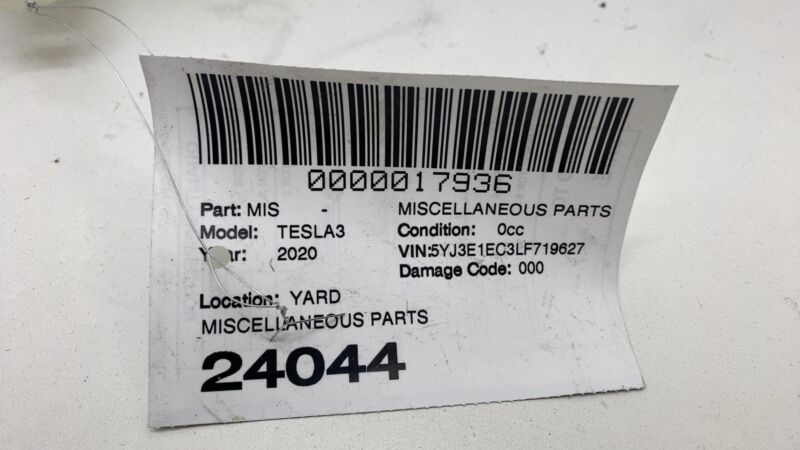 0000017936
Part: MIS - MISCELLANEOUS PARTS
Model: TESLA3 Condition: 0cc
Year: 2020 VIN:5YJ3E1EC3LF719627
Damage Code: 000
Location: YARD
MISCELLANEOUS PARTS
24044